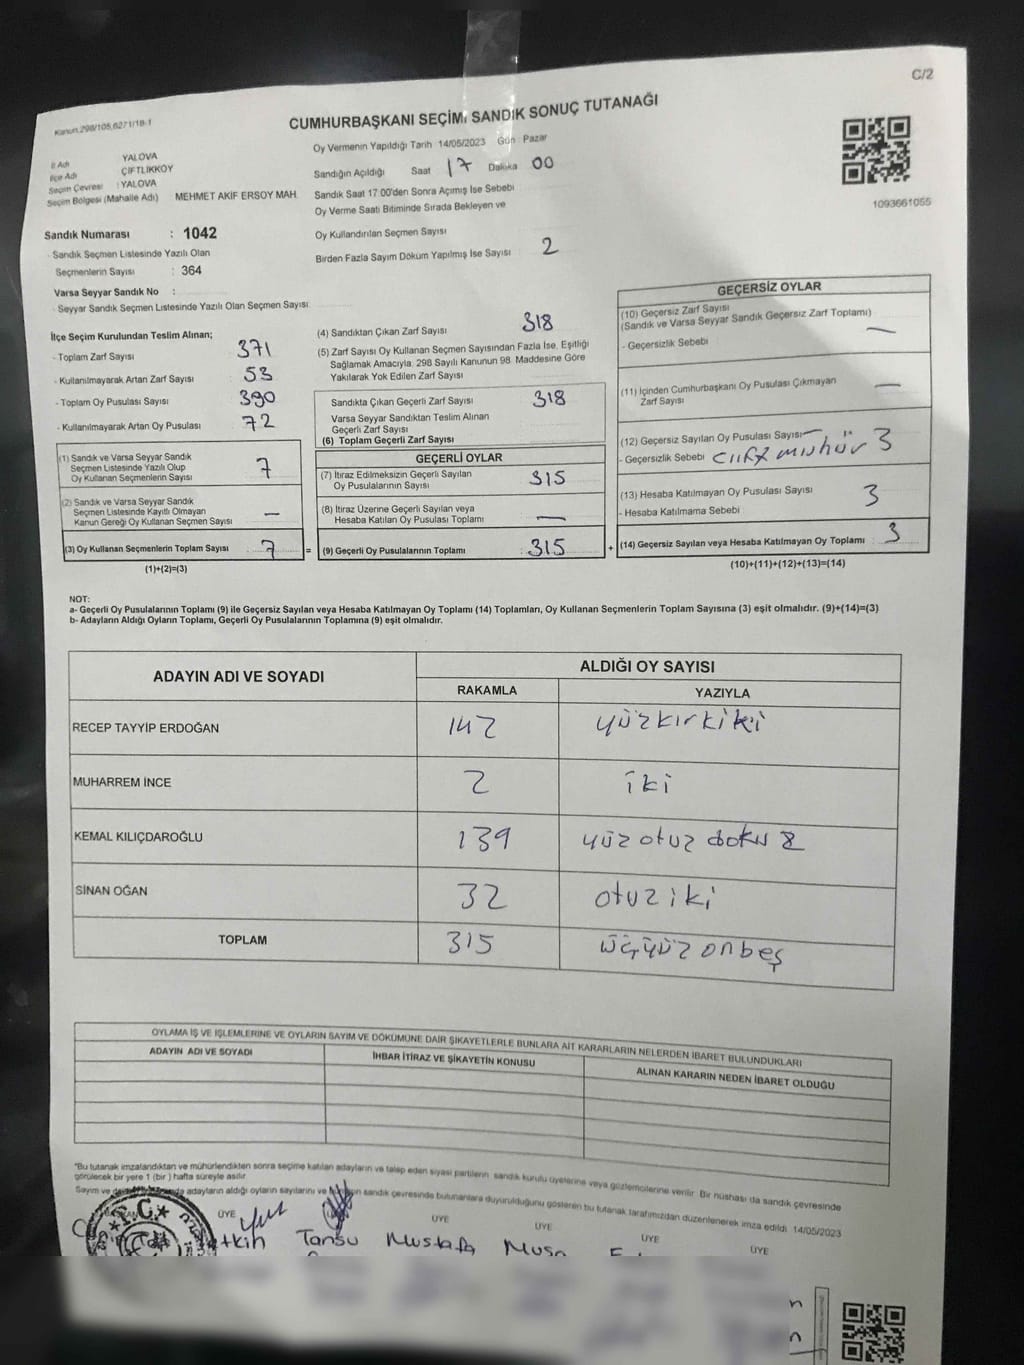 C/2
Kanun.298/105,6271/18-1
CUMHURBAŞKANI SEÇİMİ SANDIK SONUÇ TUTANAĞI
İl Adı YALOVA
İlçe Adı ÇİFTLİKKÖY
Seçim Çevresi : YALOVA
Seçim Bölgesi (Mahalle Adı) MEHMET AKİF ERSOY MAH.
Oy Vermenin Yapıldığı Tarih 14/05/2023 Gün : Pazar
Sandığın Açıldığı Saat 17 Dakika 00
Sandık Saat 17.00'den Sonra Açımış İse Sebebi
Oy Verme Saati Bitiminde Sırada Bekleyen ve
Oy Kullandırılan Seçmen Sayısı
Birden Fazla Sayım Döküm Yapılmış İse Sayısı : 2
1093661055
Sandık Numarası : 1042
- Sandık Seçmen Listesinde Yazılı Olan
Seçmenlerin Sayısı : 364
Varsa Seyyar Sandık No :
- Seyyar Sandık Seçmen Listesinde Yazılı Olan Seçmen Sayısı:
İlçe Seçim Kurulundan Teslim Alınan;
- Toplam Zarf Sayısı 371
- Kullanılmayarak Artan Zarf Sayısı 53
- Toplam Oy Pusulası Sayısı 390
- Kullanılmayarak Artan Oy Pusulası 72
(1) Sandık ve Varsa Seyyar Sandık
Seçmen Listesinde Yazılı Olup
Oy Kullanan Seçmenlerin Sayısı : 7
(2) Sandık ve Varsa Seyyar Sandık
Seçmen Listesinde Kayıtlı Olmayan
Kanun Gereği Oy Kullanan Seçmen Sayısı : —
(3) Oy Kullanan Seçmenlerin Toplam Sayısı : 7 =
(1)+(2)=(3)
(4) Sandıktan Çıkan Zarf Sayısı : 318
(5) Zarf Sayısı Oy Kullanan Seçmen Sayısından Fazla İse, Eşitliği
Sağlamak Amacıyla, 298 Sayılı Kanunun 98. Maddesine Göre
Yakılarak Yok Edilen Zarf Sayısı
Sandıkta Çıkan Geçerli Zarf Sayısı : 318
Varsa Seyyar Sandıktan Teslim Alınan
Geçerli Zarf Sayısı
(6) Toplam Geçerli Zarf Sayısı
GEÇERLİ OYLAR
(7) İtiraz Edilmeksizin Geçerli Sayılan
Oy Pusulalarının Sayısı : 315
(8) İtiraz Üzerine Geçerli Sayılan veya
Hesaba Katılan Oy Pusulası Toplamı : —
(9) Geçerli Oy Pusulalarının Toplamı : 315 +
GEÇERSİZ OYLAR
(10) Geçersiz Zarf Sayısı
(Sandık ve Varsa Seyyar Sandık Geçersiz Zarf Toplamı) —
- Geçersizlik Sebebi
(11) İçinden Cumhurbaşkanı Oy Pusulası Çıkmayan
Zarf Sayısı —
(12) Geçersiz Sayılan Oy Pusulası Sayısı —
- Geçersizlik Sebebi mühür 3
(13) Hesaba Katılmayan Oy Pusulası Sayısı 3
- Hesaba Katılmama Sebebi
(14) Geçersiz Sayılan veya Hesaba Katılmayan Oy Toplamı : 3
(10)+(11)+(12)+(13)=(14)
NOT:
a- Geçerli Oy Pusulalarının Toplamı (9) ile Geçersiz Sayılan veya Hesaba Katılmayan Oy Toplamı (14) Toplamları, Oy Kullanan Seçmenlerin Toplam Sayısına (3) eşit olmalıdır. (9)+(14)=(3)
b- Adayların Aldığı Oyların Toplamı, Geçerli Oy Pusulalarının Toplamına (9) eşit olmalıdır.
ADAYIN ADI VE SOYADI
ALDIĞI OY SAYISI
RAKAMLA YAZIYLA
RECEP TAYYİP ERDOĞAN 142 yüzkırkiki
MUHARREM İNCE 2 iki
KEMAL KILIÇDAROĞLU 139 yüz otuz dokuz
SİNAN OĞAN 32 otuziki
TOPLAM 315 üçyüz onbeş
OYLAMA İŞ VE İŞLEMLERİNE VE OYLARIN SAYIM VE DÖKÜMÜNE DAİR ŞİKAYETLERLE BUNLARA AİT KARARLARIN NELERDEN İBARET BULUNDUKLARI
ADAYIN ADI VE SOYADI İHBAR İTİRAZ VE ŞİKAYETİN KONUSU ALINAN KARARIN NEDEN İBARET OLDUĞU
*Bu tutanak imzalandıktan ve mühürlendikten sonra seçime katılan adayların ve talep eden siyasi partilerin sandık kurulu üyelerine veya gözlemcilerine verilir. Bir nüshası da sandık çevresinde
görülecek bir yere 1 (bir) hafta süreyle asılır.
Sayım ve adayların aldığı oyların sayılarını ve sandık çevresinde bulunanlara duyurulduğunu gösteren bu tutanak tarafımızdan düzenlenerek imza edildi. 14/05/2023
ÜYE ÜYE ÜYE ÜYE ÜYE
T.C.
Tansu Mustafa Musa